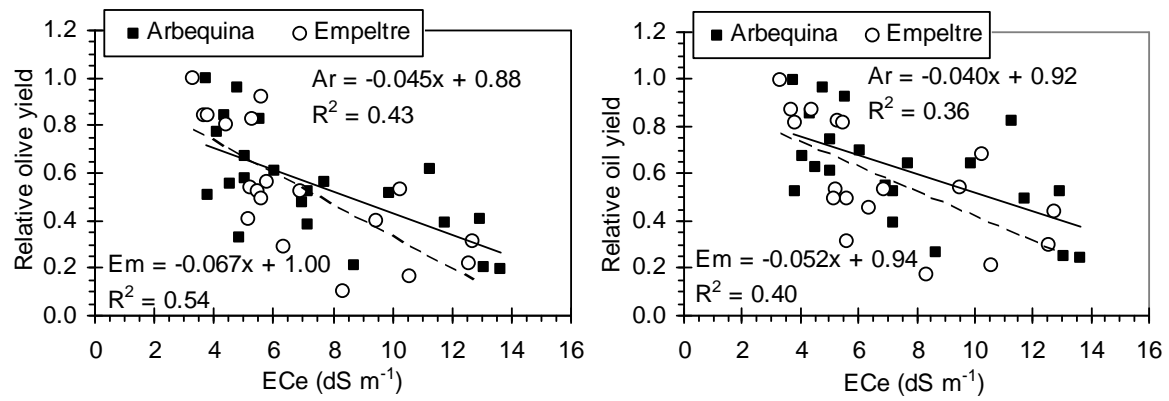 Arbequina Empeltre
Ar = -0.045x + 0.88
R² = 0.43
Em = -0.067x + 1.00
R² = 0.54
Relative olive yield
1.2
1.0
0.8
0.6
0.4
0.2
0.0
0 2 4 6 8 10 12 14 16
ECe (dS m⁻¹)
Arbequina Empeltre
Ar = -0.040x + 0.92
R² = 0.36
Em = -0.052x + 0.94
R² = 0.40
Relative oil yield
1.2
1.0
0.8
0.6
0.4
0.2
0.0
0 2 4 6 8 10 12 14 16
ECe (dS m⁻¹)